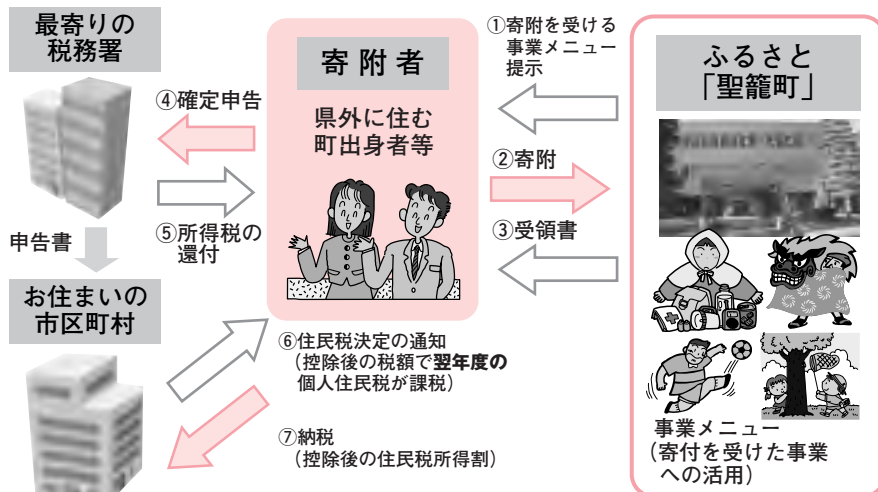 最寄りの
税務署
寄附者
県外に住む
町出身者等
①寄附を受ける
事業メニュー
提示
ふるさと
「聖籠町」
④確定申告
②寄附
⑤所得税の
還付
③受領書
申告書
お住まいの
市区町村
⑥住民税決定の通知
(控除後の税額で翌年度の
個人住民税が課税)
⑦納税
(控除後の住民税所得割)
事業メニュー
(寄付を受けた事業
への活用)